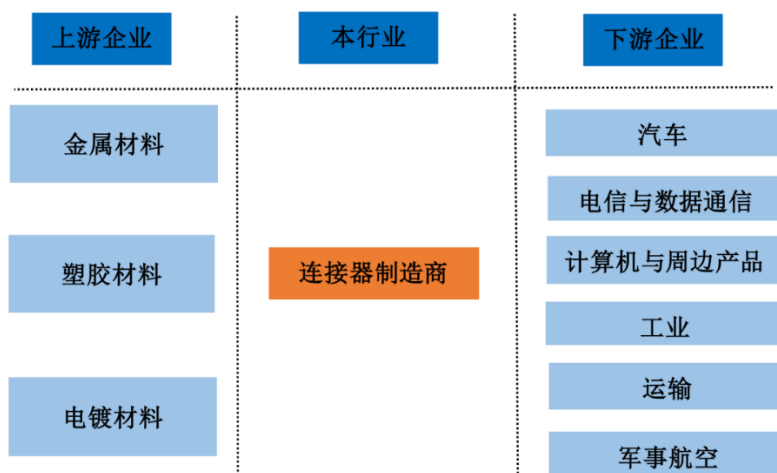 上游企业
本行业
下游企业
金属材料
塑胶材料
电镀材料
连接器制造商
汽车
电信与数据通信
计算机与周边产品
工业
运输
军事航空